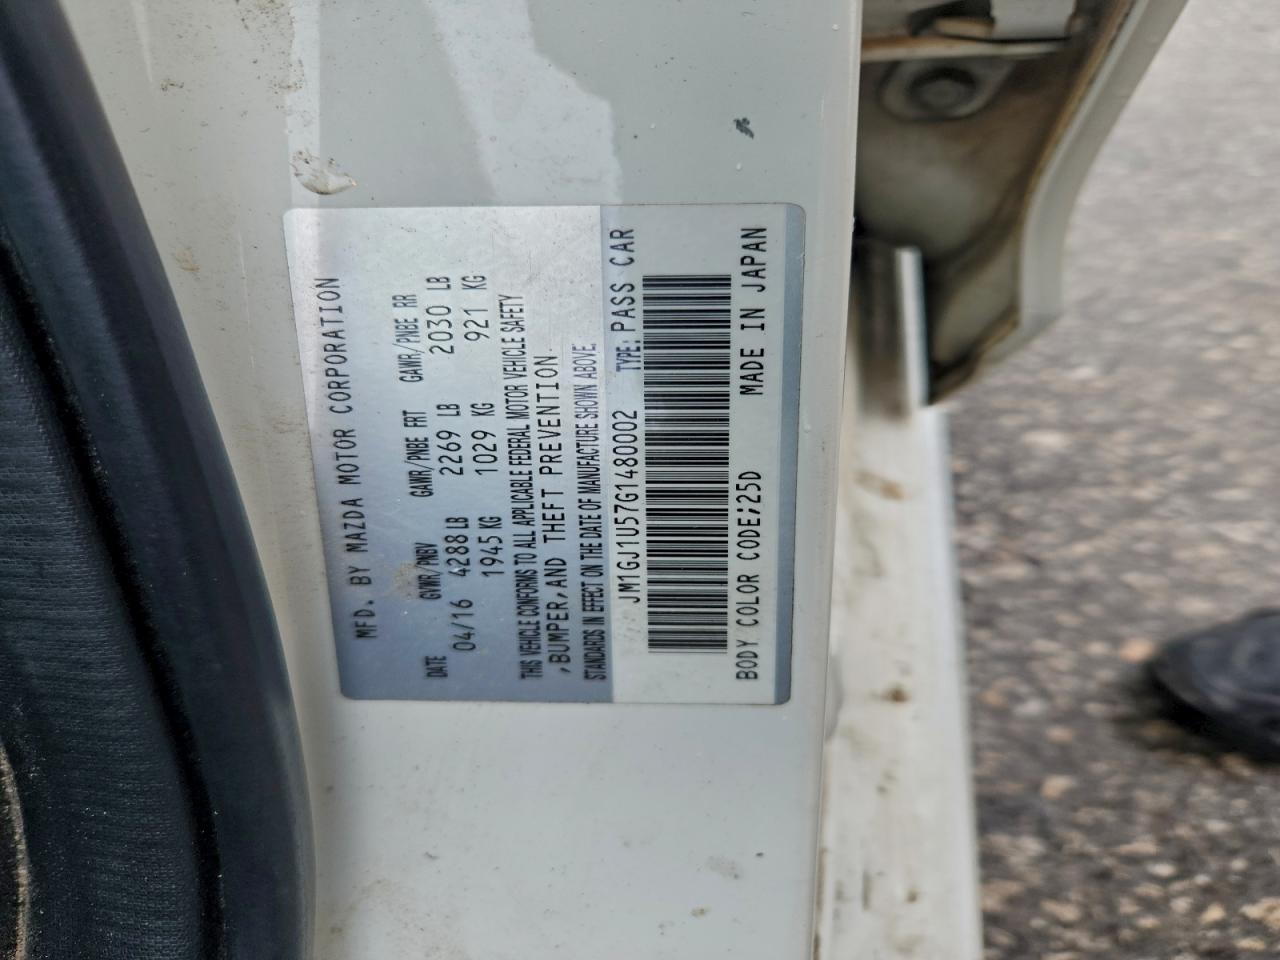 MFD. BY MAZDA MOTOR CORPORATION
DATE GVWR/PNBV GAWR/PNBE FRT GAWR/PNBE RR
04/16 4288 LB 2269 LB 2030 LB
1945 KG 1029 KG 921 KG
THIS VEHICLE CONFORMS TO ALL APPLICABLE FEDERAL MOTOR VEHICLE SAFETY
,BUMPER,AND THEFT PREVENTION
STANDARDS IN EFFECT ON THE DATE OF MANUFACTURE SHOWN ABOVE.
JM1GJ1U57G1480002 TYPE: PASS CAR
BODY COLOR CODE;25D MADE IN JAPAN